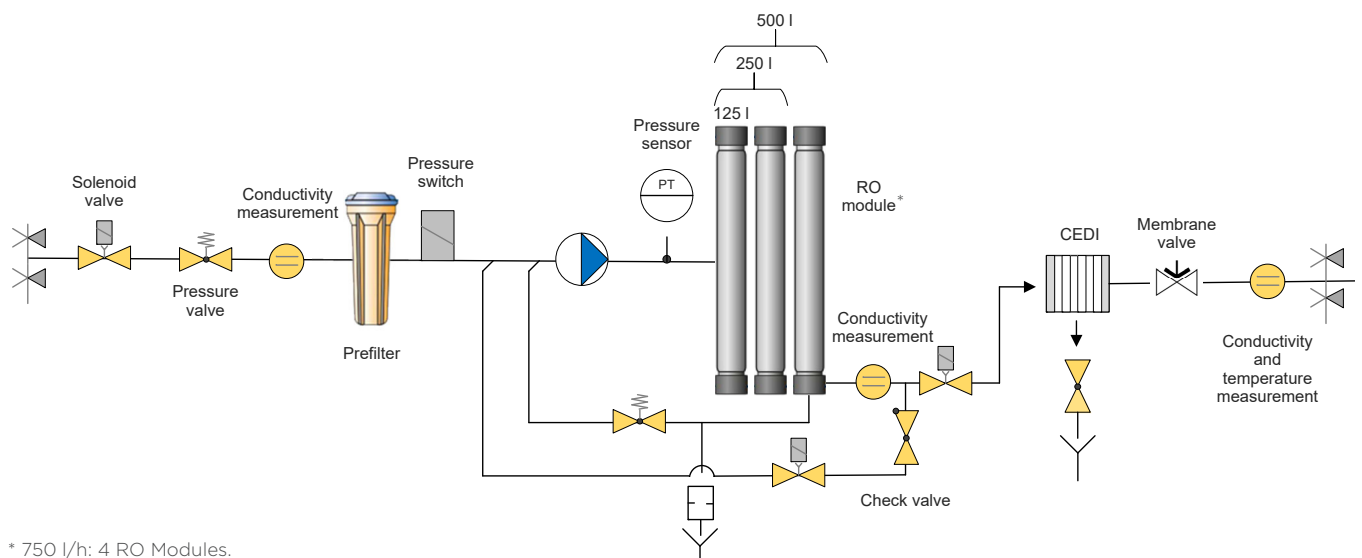 500 l
250 l
125 l
Pressure
sensor
PT
Pressure
switch
Solenoid
valve
Conductivity
measurement
RO
module*
Membrane
valve
CEDI
Pressure
valve
Prefilter
Conductivity
measurement
Conductivity
and
temperature
measurement
Check valve
* 750 l/h: 4 RO Modules.